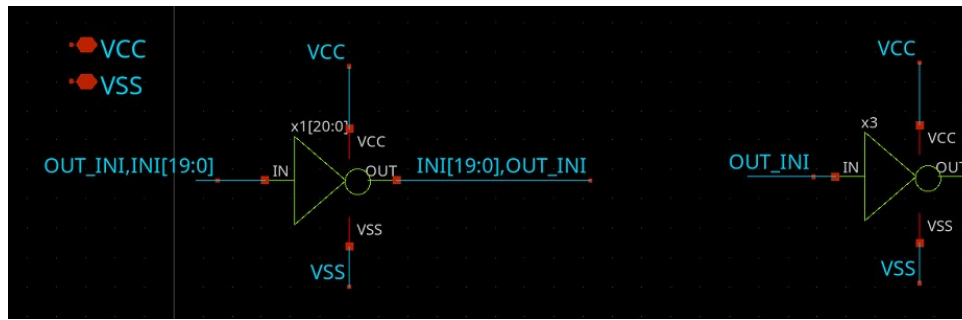 VCC
VSS
VCC
x1[20:0]
VCC
OUT_INI,INI[19:0]
IN
OUT
INI[19:0],OUT_INI
VSS
VSS
VCC
x3
VCC
OUT_INI
IN
OUT
VSS
VSS